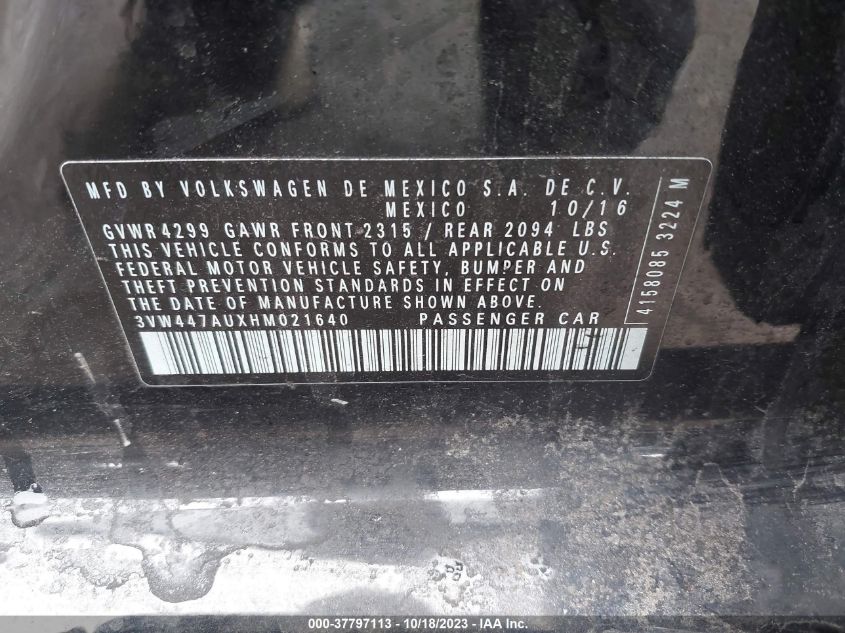 MFD BY VOLKSWAGEN DE MEXICO S.A. DE C.V.
MEXICO 10/16
GVWR 4299 GAWR FRONT 2315 / REAR 2094 LBS
THIS VEHICLE CONFORMS TO ALL APPLICABLE U.S.
FEDERAL MOTOR VEHICLE SAFETY, BUMPER AND
THEFT PREVENTION STANDARDS IN EFFECT ON
THE DATE OF MANUFACTURE SHOWN ABOVE.
3VW447AUXHM021640 PASSENGER CAR
4158085 3224 M
000-37797113 - 10/18/2023 - IAA Inc.